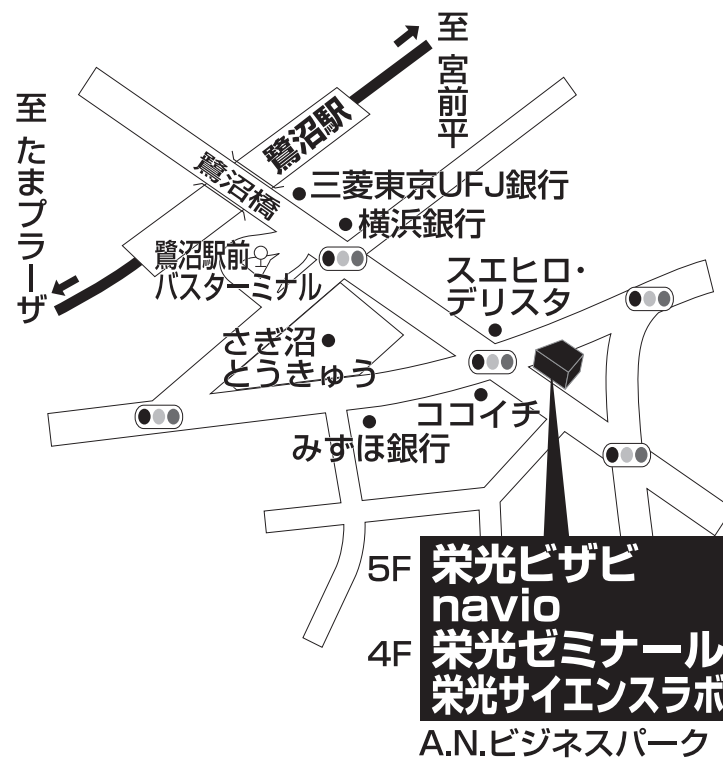 至 宮前平
至 たまプラーザ
鷺沼駅
鷺沼橋
三菱東京UFJ銀行
横浜銀行
鷺沼駅前
バスターミナル
スエヒロ・
デリスタ
さぎ沼
とうきゅう
ココイチ
みずほ銀行
5F 栄光ビザビ
navio
4F 栄光ゼミナール
栄光サイエンスラボ
A.N.ビジネスパーク